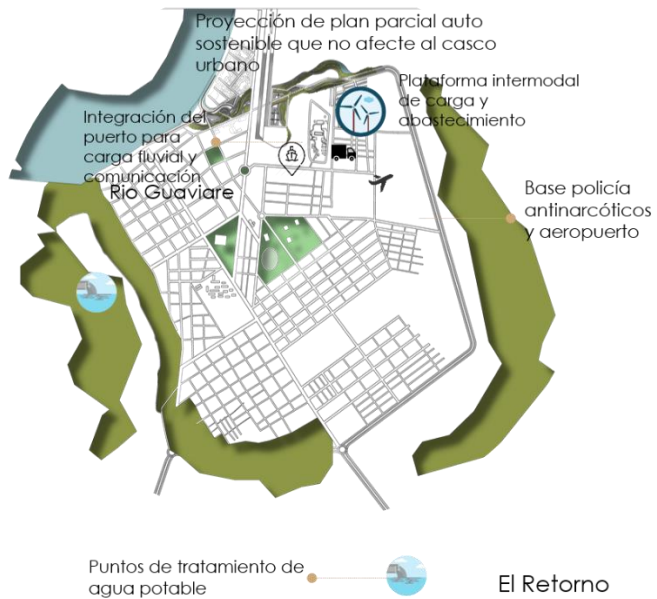 Proyección de plan parcial auto
sostenible que no afecte al casco
urbano
Plataforma intermodal
de carga y
abastecimiento
Integración del
puerto para
carga fluvial y
comunicación
Rio Guaviare
Base policía
antinarcóticos
y aeropuerto
Puntos de tratamiento de
agua potable
El Retorno